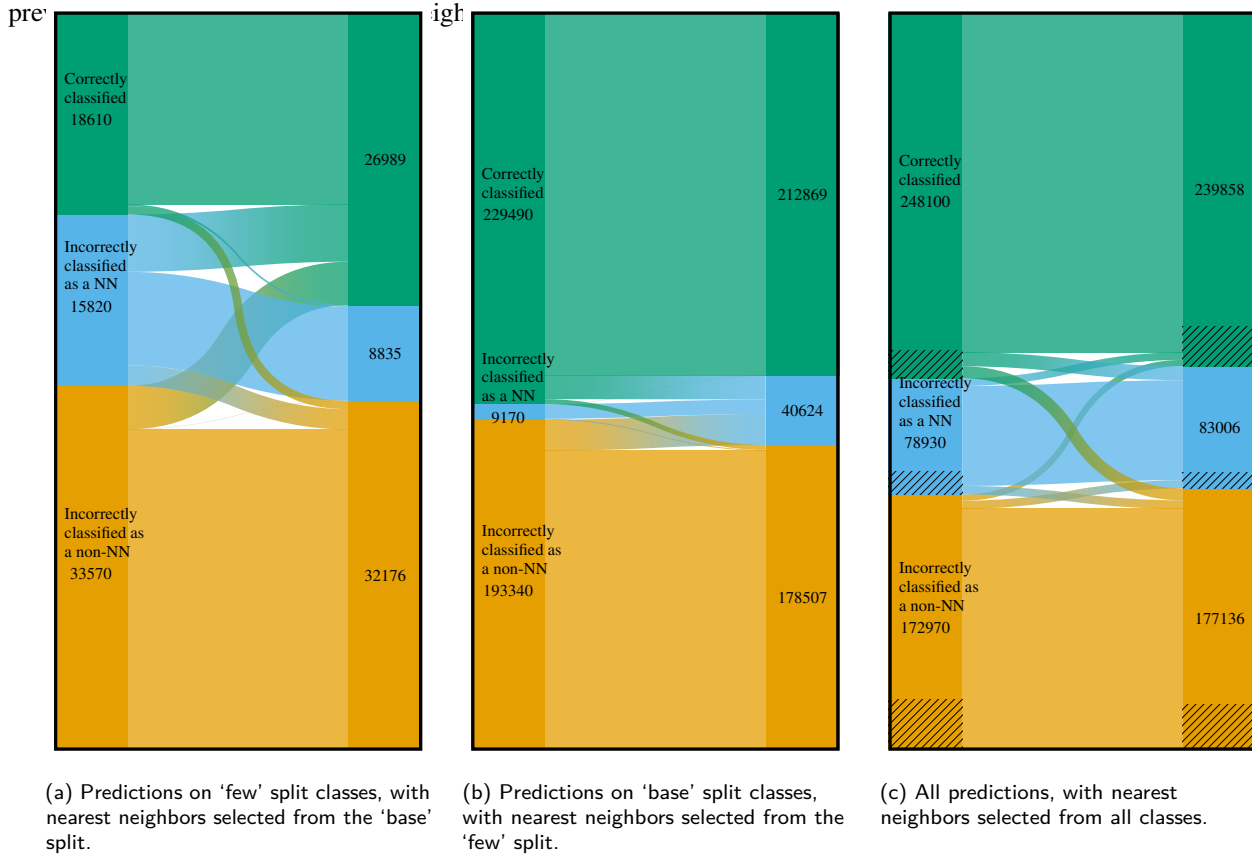 Correctly
classified
18610
Incorrectly
classified
as a NN
15820
Incorrectly
classified as
a non-NN
33570
26989
8835
32176
(a) Predictions on ‘few’ split classes, with
nearest neighbors selected from the ‘base’
split.
Correctly
classified
229490
Incorrectly
classified
as a NN
9170
Incorrectly
classified as
a non-NN
193340
212869
40624
178507
(b) Predictions on ‘base’ split classes,
with nearest neighbors selected from the
‘few’ split.
Correctly
classified
248100
Incorrectly
classified
as a NN
78930
Incorrectly
classified as
a non-NN
172970
239858
83006
177136
(c) All predictions, with nearest
neighbors selected from all classes.